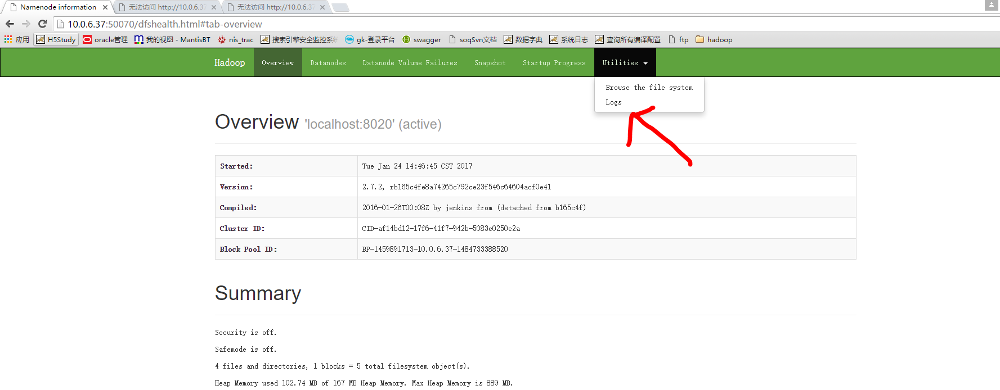 Namenode information 无法访问 http://10.0.6.37 无法访问 http://10.0.6.37
10.0.6.37:50070/dfshealth.html#tab-overview
应用 H5Study oracle管理 我的视图 - MantisBT nis_trac 搜索引擎安全监控系统 gk-登录平台 swagger soqSvn文档 数据字典 系统日志 查询所有编译配置 ftp hadoop
Hadoop Overview Datanodes Datanode Volume Failures Snapshot Startup Progress Utilities
Browse the file system
Logs
Overview 'localhost:8020' (active)
Started: Tue Jan 24 14:46:45 CST 2017
Version: 2.7.2, rb165c4fe8a74265c792ce23f546c64604acf0e41
Compiled: 2016-01-26T00:08Z by jenkins from (detached from b165c4f)
Cluster ID: CID-af14bd12-17f6-41f7-942b-5083e0250e2a
Block Pool ID: BP-1459891713-10.0.6.37-1484733388520
Summary
Security is off.
Safemode is off.
4 files and directories, 1 blocks = 5 total filesystem object(s).
Heap Memory used 102.74 MB of 167 MB Heap Memory. Max Heap Memory is 889 MB.